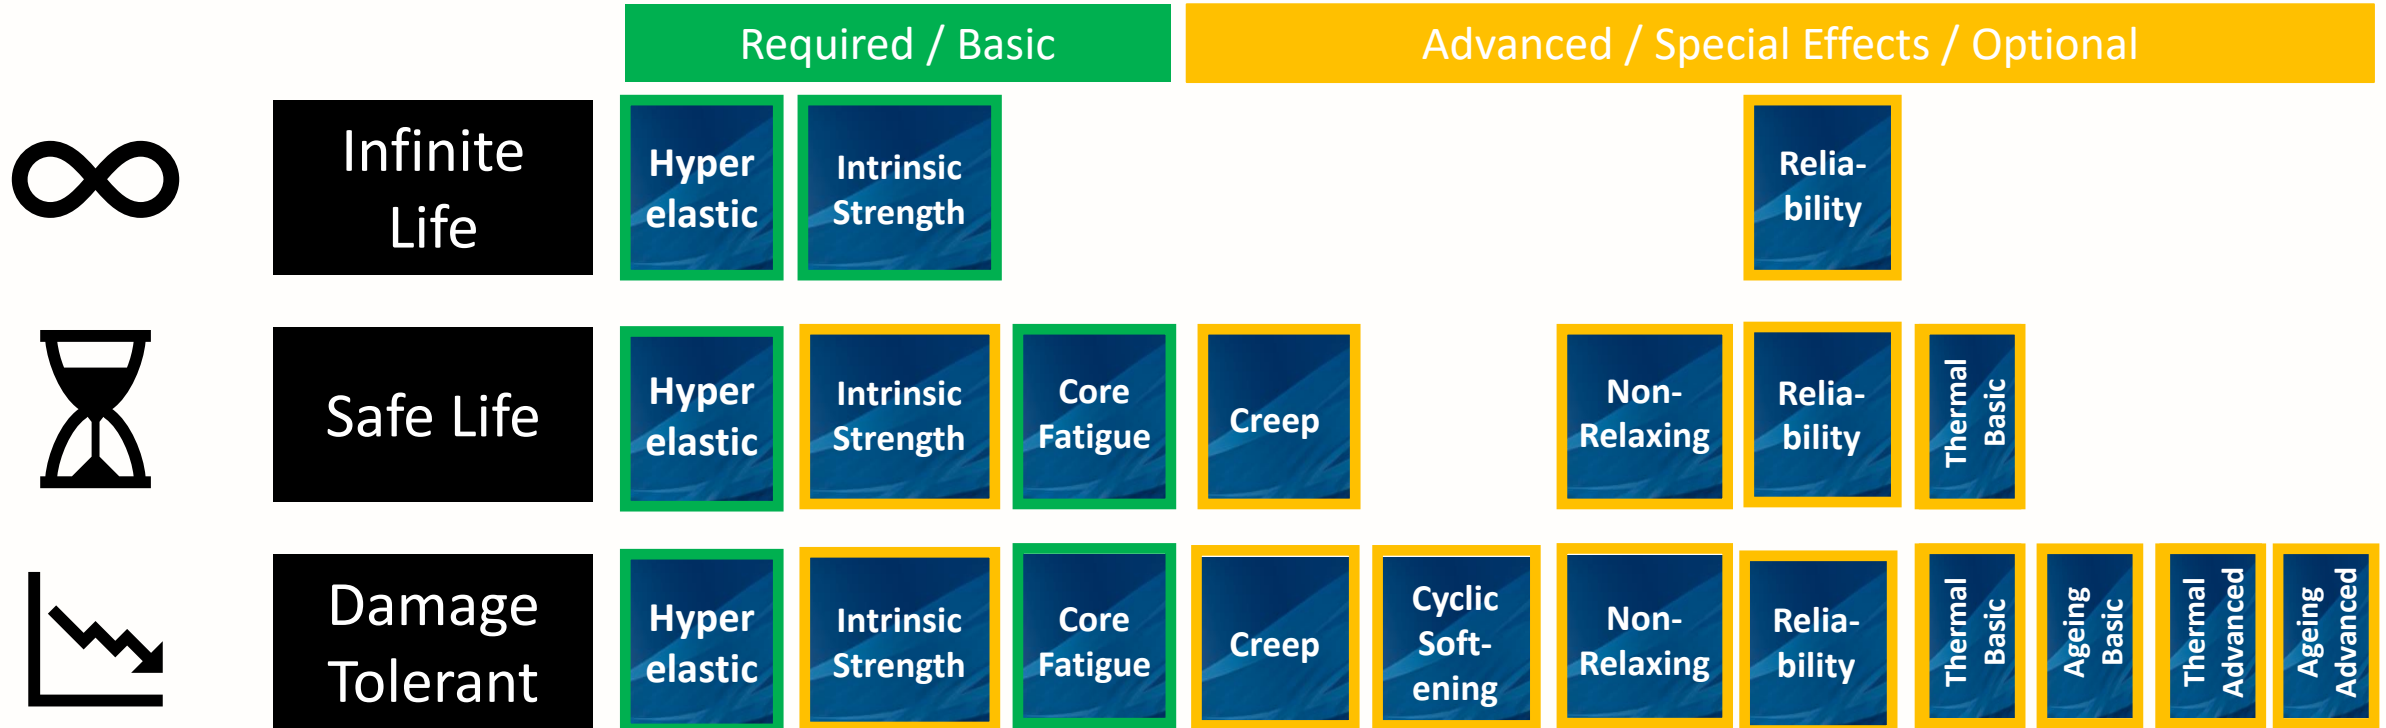 Required / Basic
Advanced / Special Effects / Optional
Infinite
Life
Hyper
elastic
Intrinsic
Strength
Relia-
bility
Safe Life
Hyper
elastic
Intrinsic
Strength
Core
Fatigue
Creep
Non-
Relaxing
Relia-
bility
Thermal
Basic
Damage
Tolerant
Hyper
elastic
Intrinsic
Strength
Core
Fatigue
Creep
Cyclic
Soft-
ening
Non-
Relaxing
Relia-
bility
Thermal
Basic
Ageing
Basic
Thermal
Advanced
Ageing
Advanced